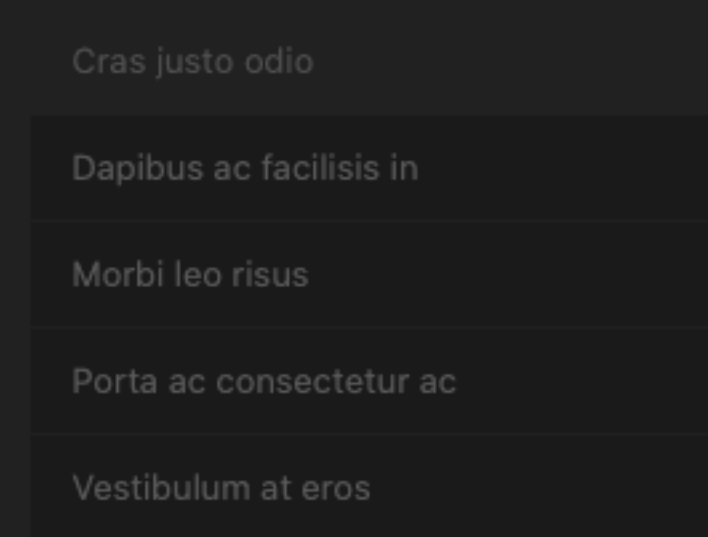 Cras justo odio
Dapibus ac facilisis in
Morbi leo risus
Porta ac consectetur ac
Vestibulum at eros